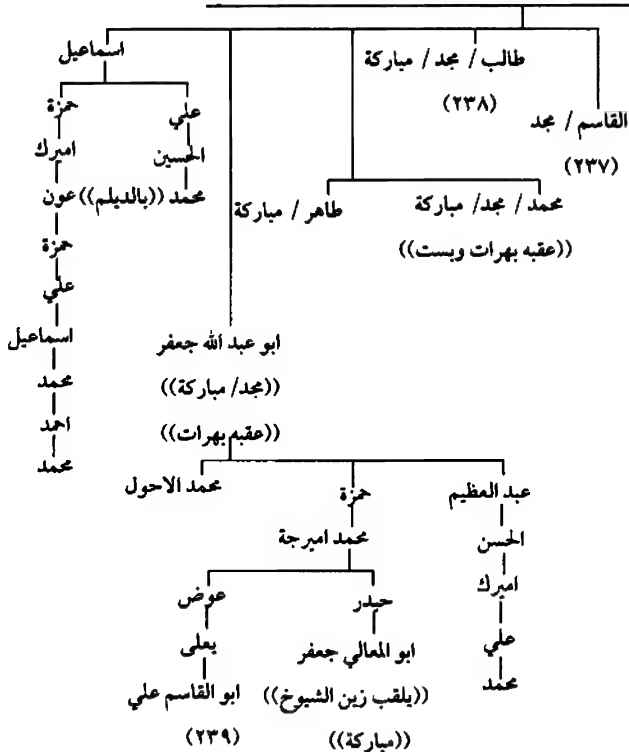 القاسم / مجد
(٢٣٧)
طالب / مجد / مباركة
(٢٣٨)
محمد / مجد / مباركة
((عقبه بهرات وبست))
طاهر / مباركة
ابو عبد الله جعفر
((مجد/ مباركة))
((عقبه بهرات))
عبد العظيم
الحسن
اميرك
علي
محمد
حمزة
محمد اميرجة
حيدر
ابو المعالي جعفر
((يلقب زين الشيوخ))
((مباركة))
عوض
يعلى
ابو القاسم علي
(٢٣٩)
محمد الاحول
اسماعيل
علي
الحسين
محمد ((بالديلم))
حمزة
اميرك
عون
حمزة
علي
اسماعيل
محمد
احمد
محمد